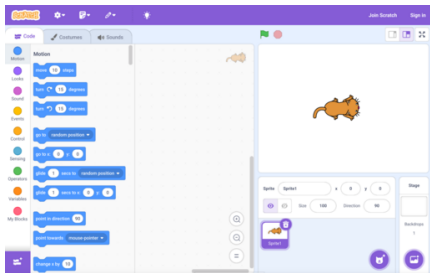 SCRATCH
Join Scratch Sign in
Code Costumes Sounds
Motion
Motion
move 10 steps
Looks
turn 15 degrees
Sound
turn 15 degrees
Events
Control
go to random position
Sensing
go to x: 0 y: 0
Operators
glide 1 secs to random position
Variables
glide 1 secs to x: 0 y: 0
My Blocks
point in direction 90
point towards mouse-pointer
change x by 10
Sprite Sprite1 x 0 y 0
Size 100 Direction 90
Sprite1
Stage
Backdrops
1